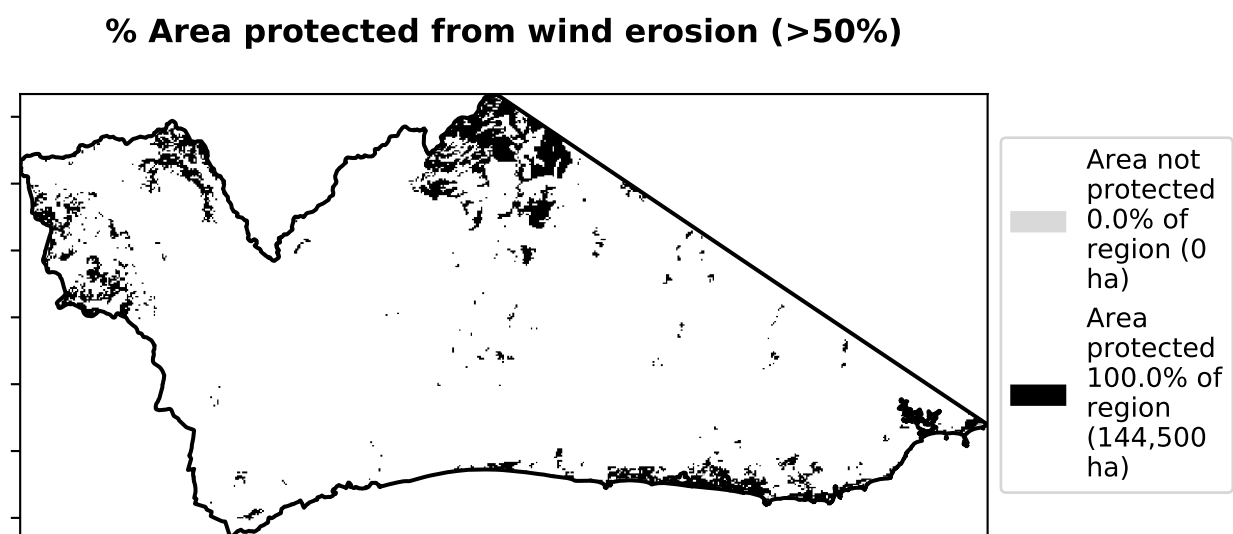 % Area protected from wind erosion (>50%)
Area not
protected
0.0% of
region (0
ha)
Area
protected
100.0% of
region
(144,500
ha)